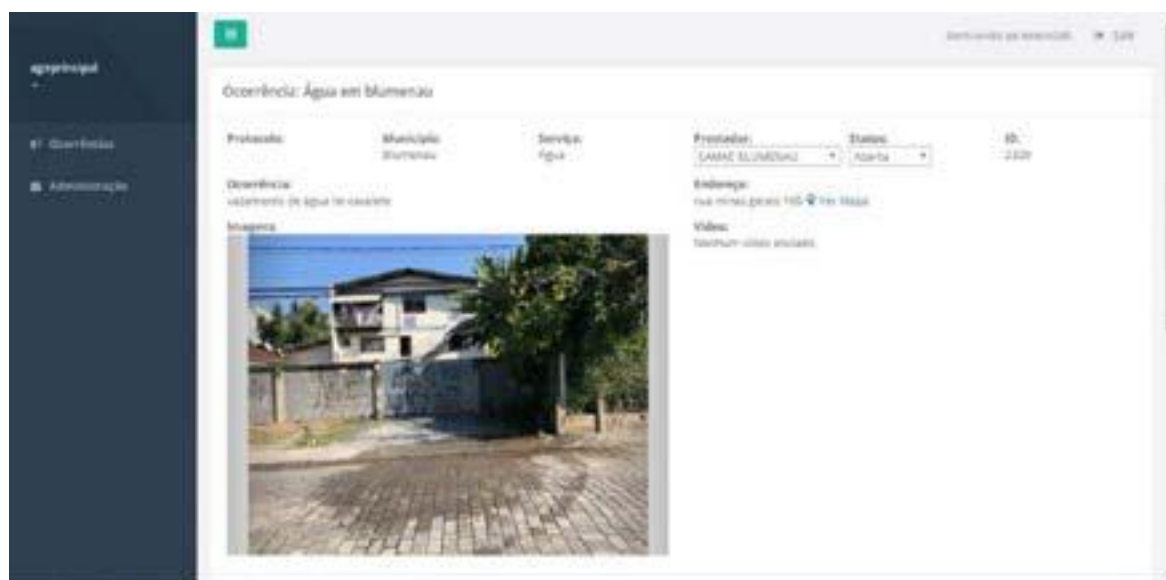 Sair
agrprincipal
Ocorrência: Água em blumenau
Ocorrências
Administração
Protocolo: Município: Serviço: Prestador: Status: ID:
Blumenau Água SAMAE BLUMENAU Aberta
Ocorrência: Endereço:
vazamento de água no cavalete rua minas gerais Ver Mapa
Imagens: Vídeo:
Nenhum vídeo enviado.